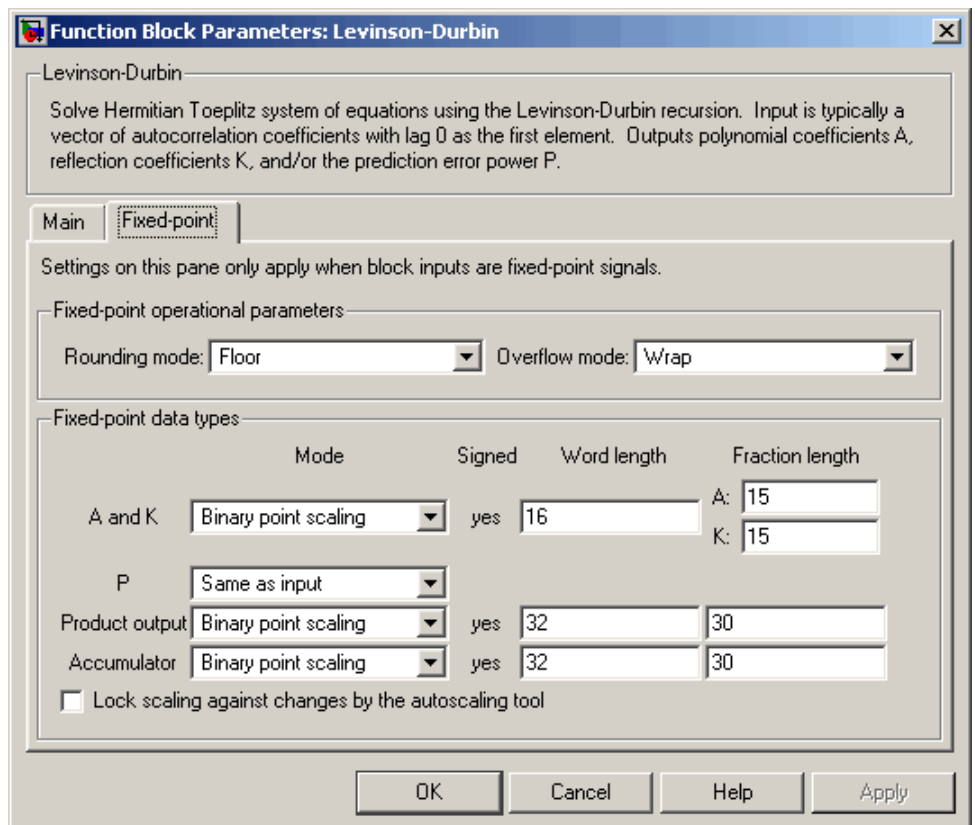 Function Block Parameters: Levinson-Durbin
Levinson-Durbin
Solve Hermitian Toeplitz system of equations using the Levinson-Durbin recursion. Input is typically a
vector of autocorrelation coefficients with lag 0 as the first element. Outputs polynomial coefficients A,
reflection coefficients K, and/or the prediction error power P.
Main Fixed-point
Settings on this pane only apply when block inputs are fixed-point signals.
Fixed-point operational parameters
Rounding mode: Floor Overflow mode: Wrap
Fixed-point data types
Mode Signed Word length Fraction length
A and K Binary point scaling yes 16 A: 15
K: 15
P Same as input
Product output Binary point scaling yes 32 30
Accumulator Binary point scaling yes 32 30
Lock scaling against changes by the autoscaling tool
OK Cancel Help Apply